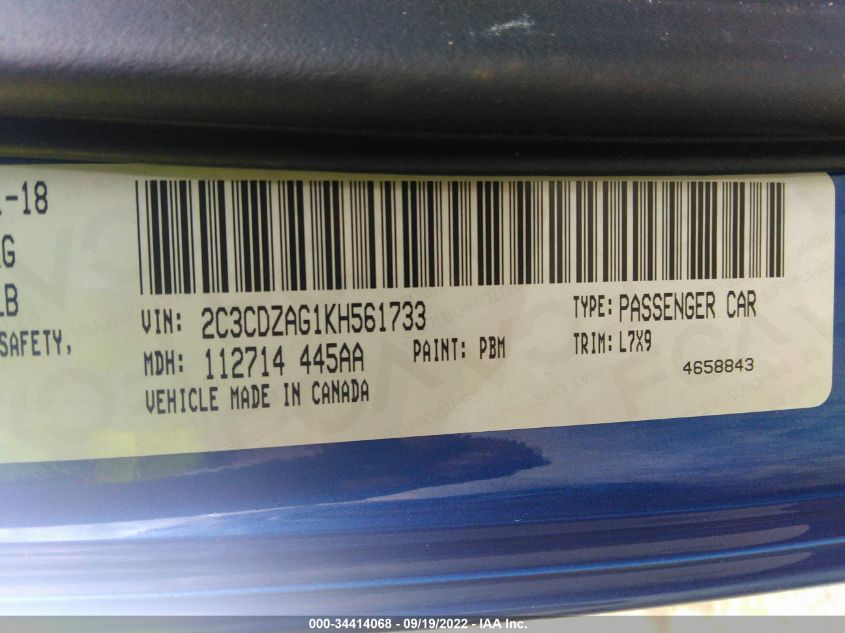 1-18
LB
SAFETY,
VIN: 2C3CDZAG1KH561733
TYPE: PASSENGER CAR
MDH: 112714 445AA
PAINT: PBM
TRIM: L7X9
4658843
VEHICLE MADE IN CANADA
000-34414068 - 09/19/2022 - IAA Inc.